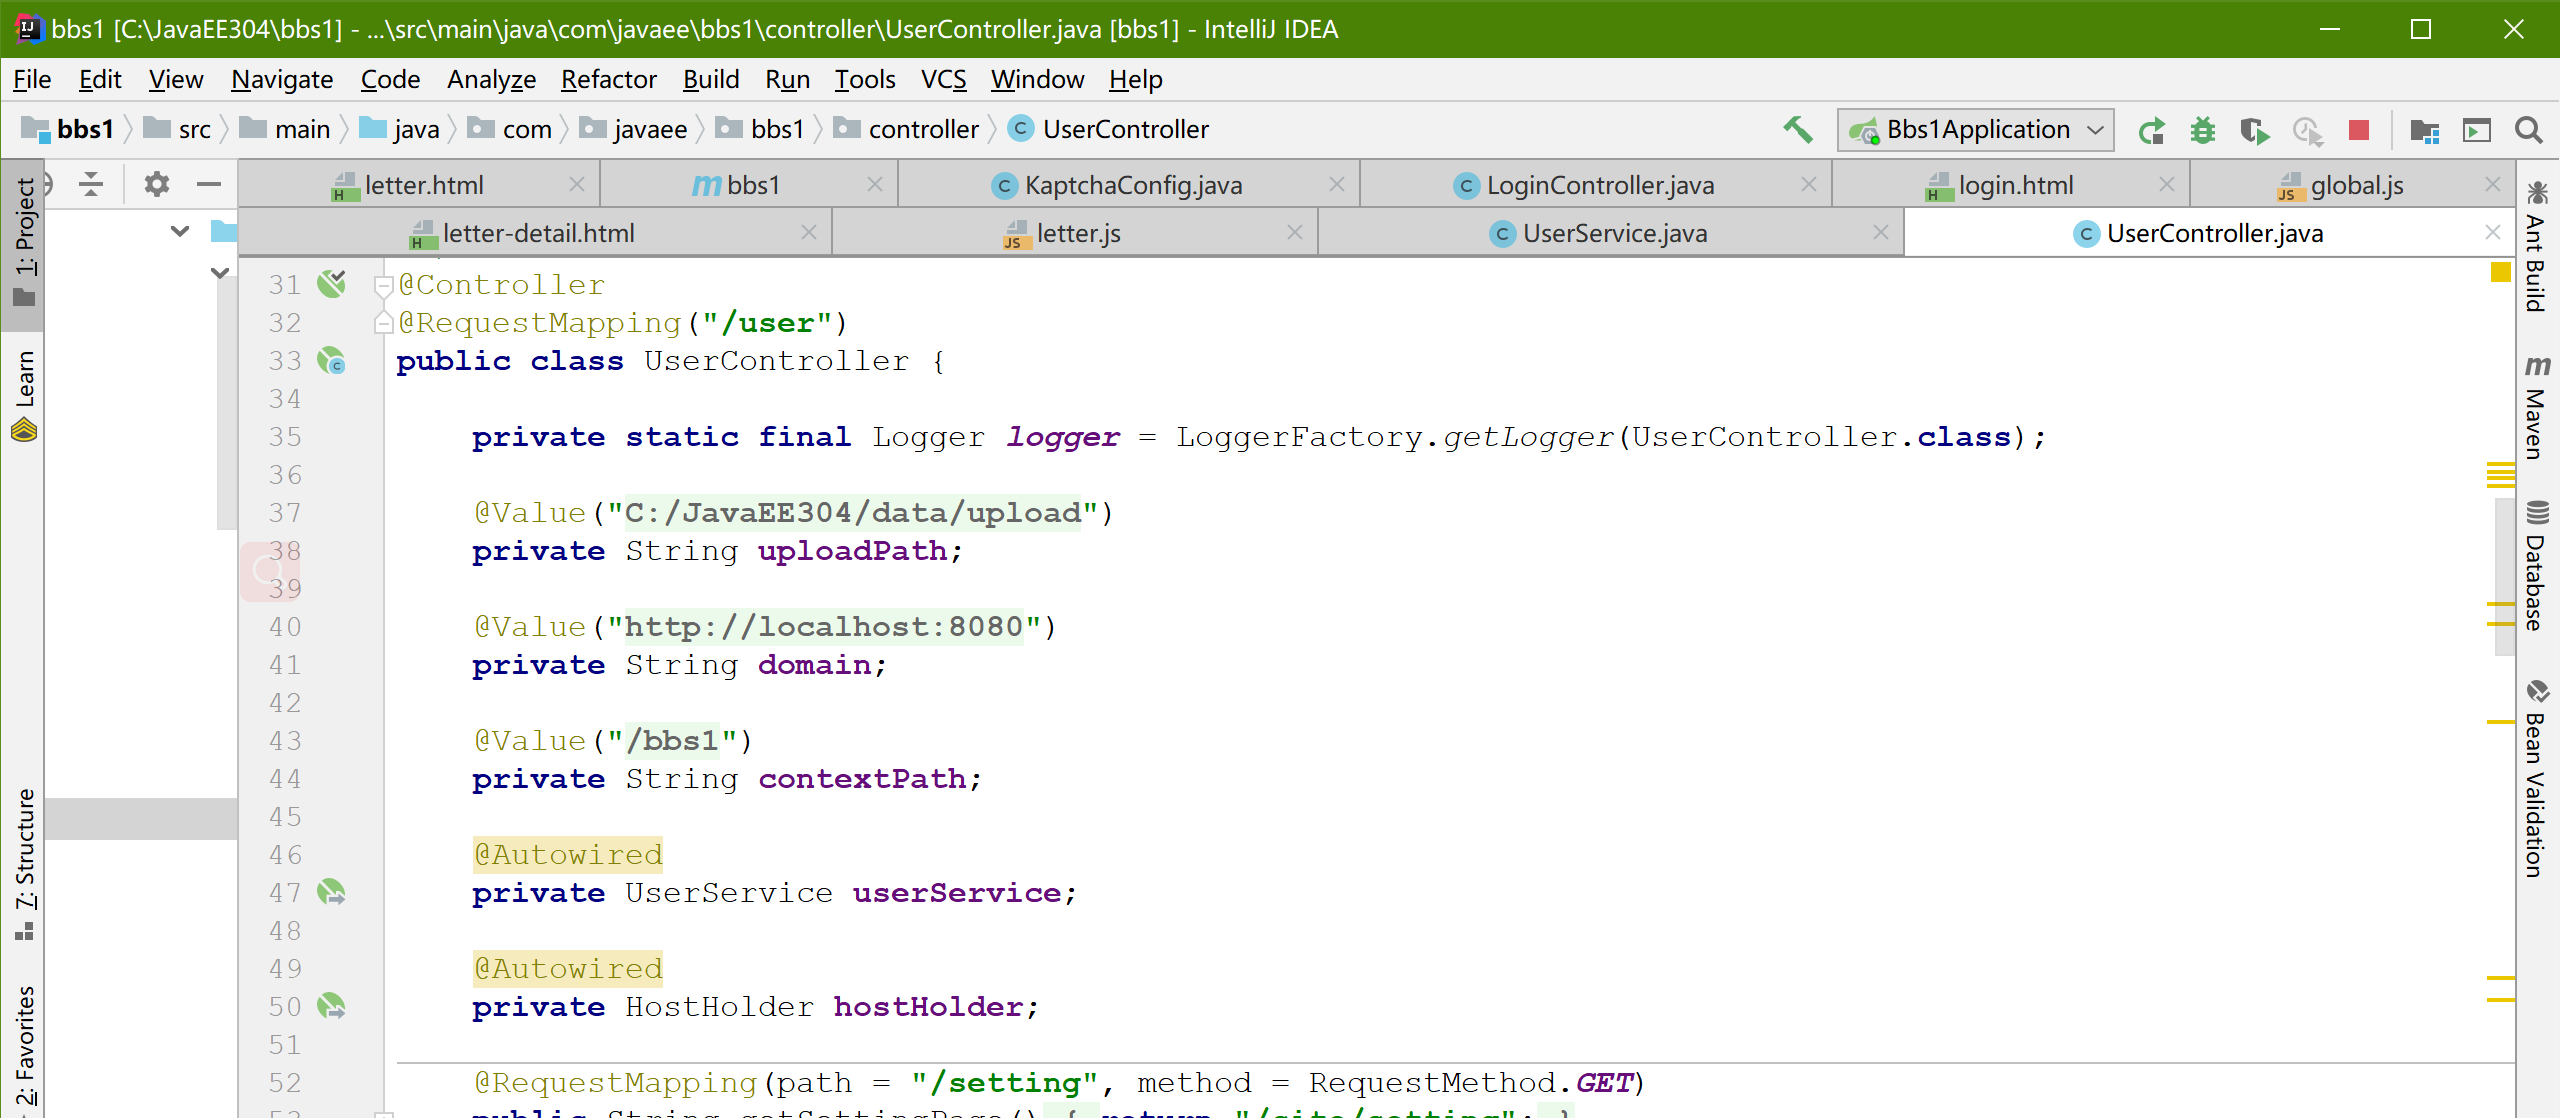 bbs1 [C:\JavaEE304\bbs1] - ...\src\main\java\com\javaee\bbs1\controller\UserController.java [bbs1] - IntelliJ IDEA
File Edit View Navigate Code Analyze Refactor Build Run Tools VCS Window Help
bbs1 src main java com javaee bbs1 controller UserController Bbs1Application
letter.html bbs1 KaptchaConfig.java LoginController.java login.html global.js
letter-detail.html letter.js UserService.java UserController.java
1: Project
Learn
7: Structure
2: Favorites
31 @Controller
32 @RequestMapping("/user")
33 public class UserController {
34
35 private static final Logger logger = LoggerFactory.getLogger(UserController.class);
36
37 @Value("C:/JavaEE304/data/upload")
38 private String uploadPath;
39
40 @Value("http://localhost:8080")
41 private String domain;
42
43 @Value("/bbs1")
44 private String contextPath;
45
46 @Autowired
47 private UserService userService;
48
49 @Autowired
50 private HostHolder hostHolder;
51
52 @RequestMapping(path = "/setting", method = RequestMethod.GET)
53 public String getSettingPage() { return "/site/setting"; }
Ant Build
Maven
Database
Bean Validation